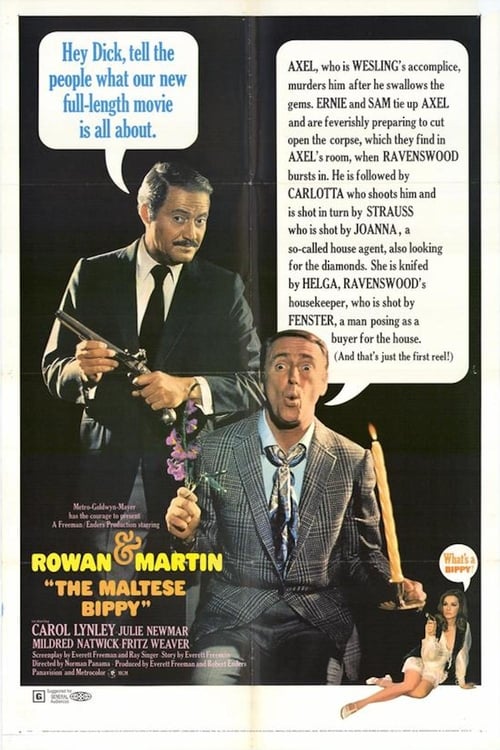 Hey Dick, tell the
people what our new
full-length movie
is all about.
AXEL, who is WESLING's accomplice,
murders him after he swallows the
gems. ERNIE and SAM tie up AXEL
and are feverishly preparing to cut
open the corpse, which they find in
AXEL's room, when RAVENSWOOD
bursts in. He is followed by
CARLOTTA who shoots him and
is shot in turn by STRAUSS
who is shot by JOANNA, a
so-called house agent, also looking
for the diamonds. She is knifed
by HELGA, RAVENSWOOD's
housekeeper, who is shot by
FENSTER, a man posing as a
buyer for the house.
(And that's just the first reel!)
Metro-Goldwyn-Mayer
has the courage to present
A Freeman/Enders Production starring
ROWAN & MARTIN
"THE MALTESE
BIPPY"
CAROL LYNLEY JULIE NEWMAR
MILDRED NATWICK FRITZ WEAVER
Screenplay by Everett Freeman and Ray Singer Story by Everett Freeman
Directed by Norman Panama Produced by Everett Freeman and Robert Enders
Panavision and Metrocolor MGM
What's a
BIPPY?
G